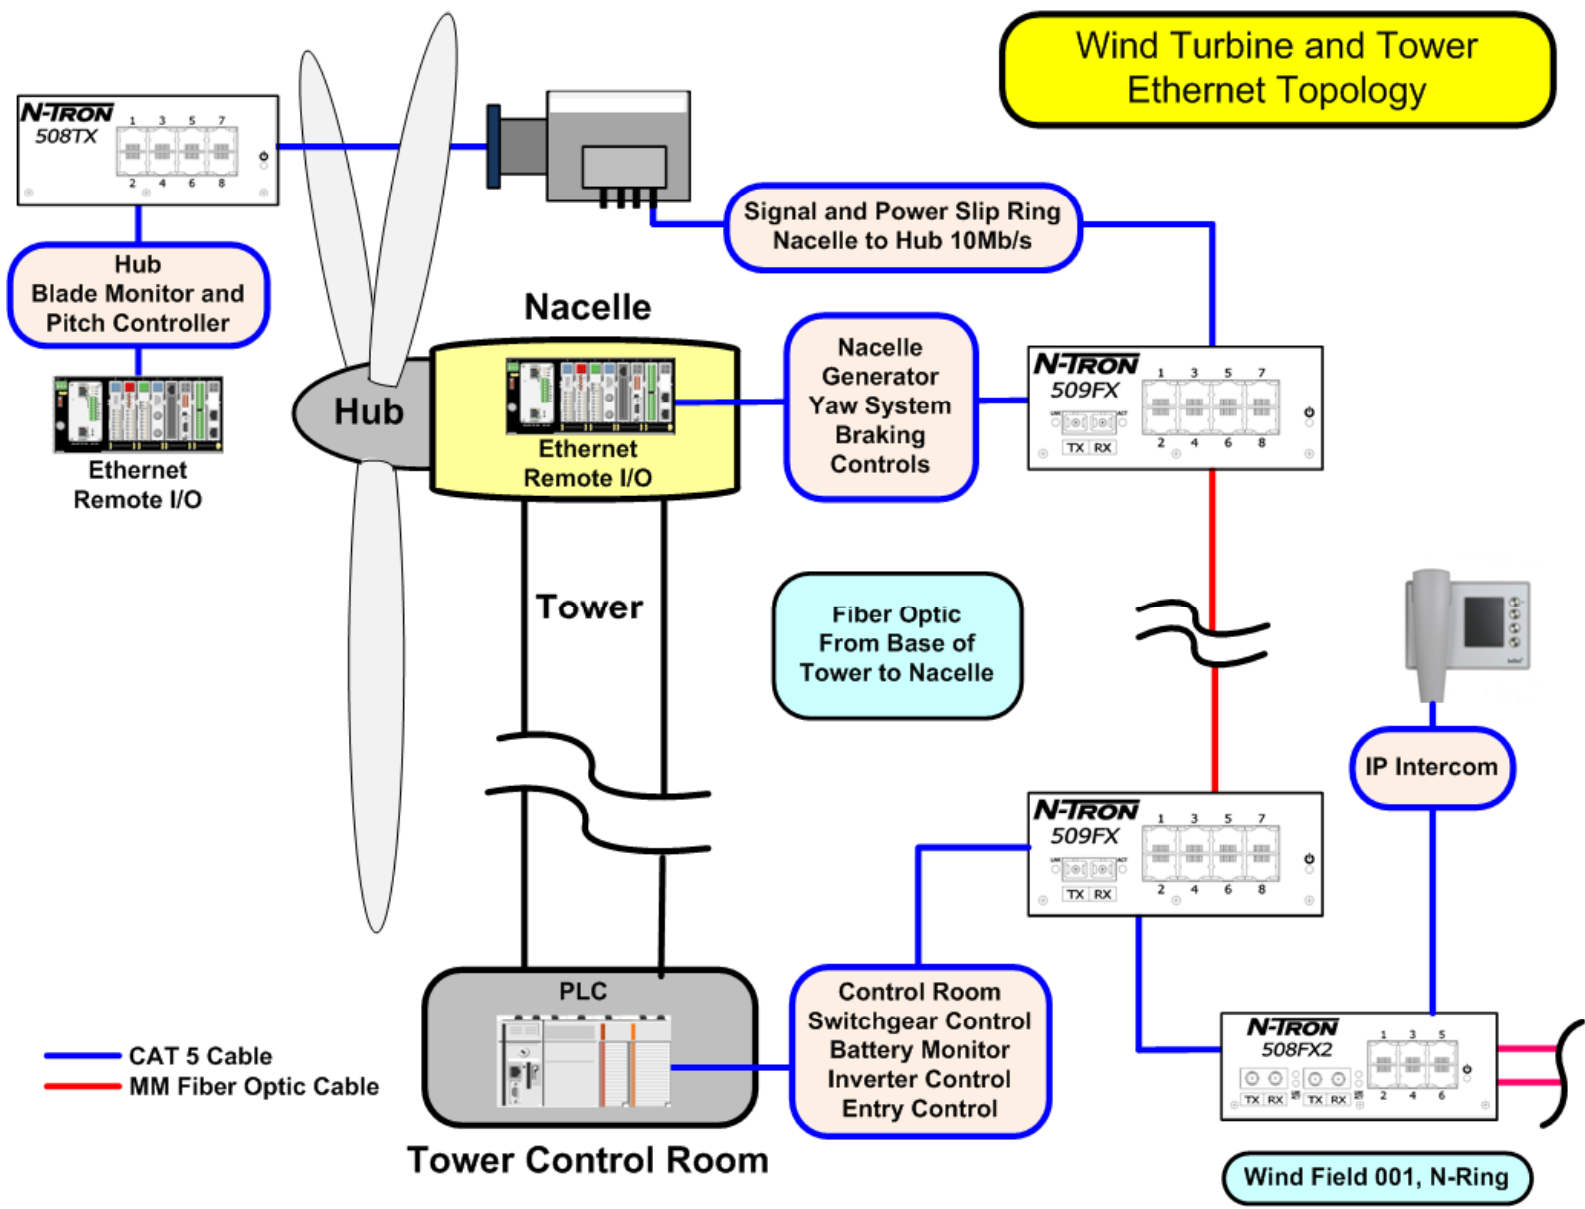 Wind Turbine and Tower
Ethernet Topology
N-TRON
508TX
1 3 5 7
2 4 6 8
Signal and Power Slip Ring
Nacelle to Hub 10Mb/s
Hub
Blade Monitor and
Pitch Controller
Ethernet
Remote I/O
Nacelle
Hub
Ethernet
Remote I/O
Nacelle
Generator
Yaw System
Braking
Controls
N-TRON
509FX
1 3 5 7
LNK ACT
TX RX
2 4 6 8
Tower
Fiber Optic
From Base of
Tower to Nacelle
IP Intercom
N-TRON
509FX
1 3 5 7
LNK ACT
TX RX
2 4 6 8
PLC
Control Room
Switchgear Control
Battery Monitor
Inverter Control
Entry Control
N-TRON
508FX2
1 3 5
TX RX TX RX
2 4 6
CAT 5 Cable
MM Fiber Optic Cable
Tower Control Room
Wind Field 001, N-Ring